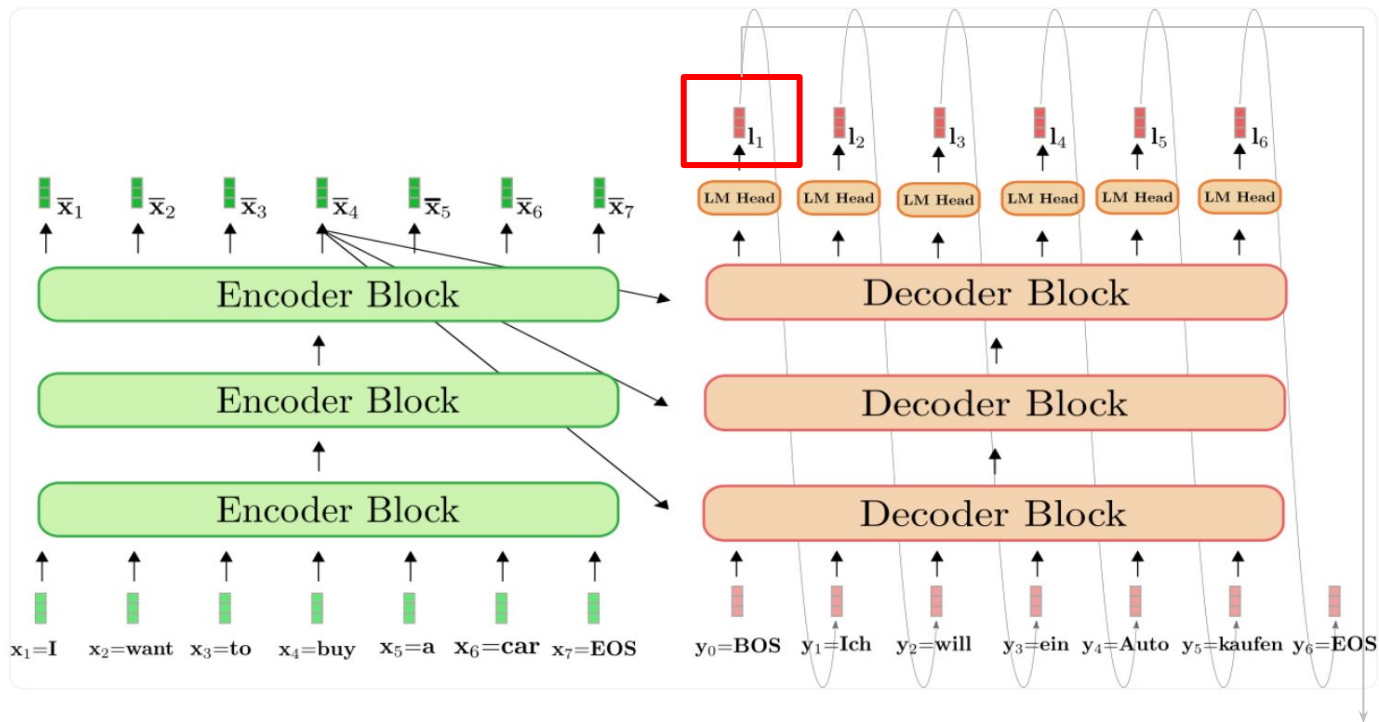 l₁ l₂ l₃ l₄ l₅ l₆
LM Head LM Head LM Head LM Head LM Head LM Head
x̄₁ x̄₂ x̄₃ x̄₄ x̄₅ x̄₆ x̄₇
Encoder Block
Encoder Block
Encoder Block
Decoder Block
Decoder Block
Decoder Block
x₁=I x₂=want x₃=to x₄=buy x₅=a x₆=car x₇=EOS
y₀=BOS y₁=Ich y₂=will y₃=ein y₄=Auto y₅=kaufen y₆=EOS